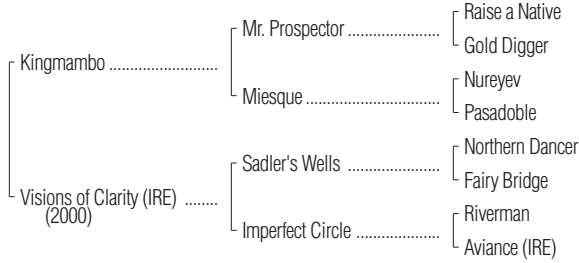 Raise a Native
Mr. Prospector ....................
Gold Digger
Kingmambo ..........................
Nureyev
Miesque ................................
Pasadoble
Northern Dancer
Sadler's Wells ......................
Fairy Bridge
Visions of Clarity (IRE) ........
(2000)
Riverman
Imperfect Circle ....................
Aviance (IRE)